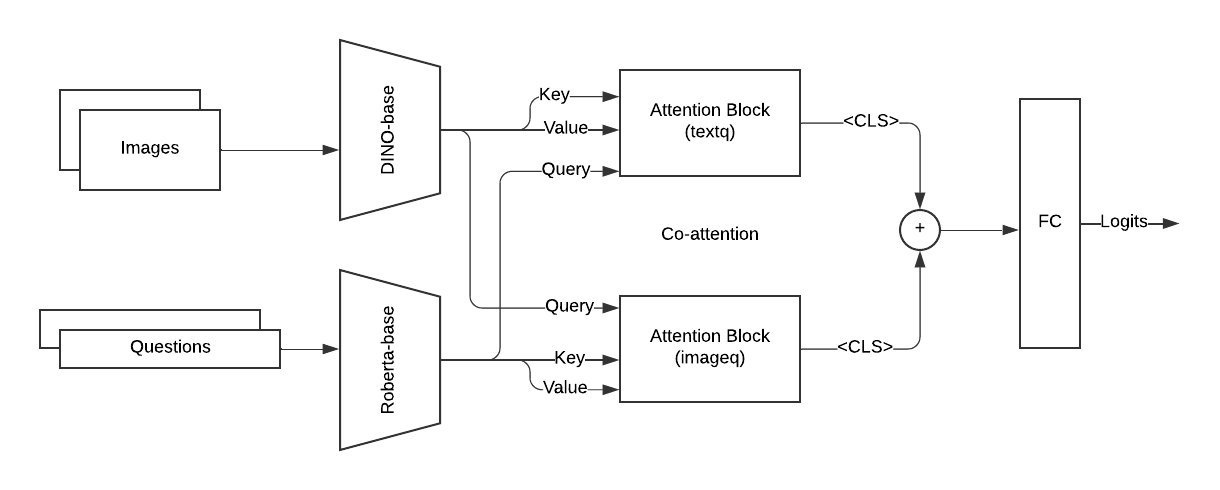 Images
DINO-base
Key
Value
Query
Attention Block
(textq)
<CLS>
Co-attention
+
FC
Logits
Questions
Roberta-base
Query
Key
Value
Attention Block
(imageq)
<CLS>